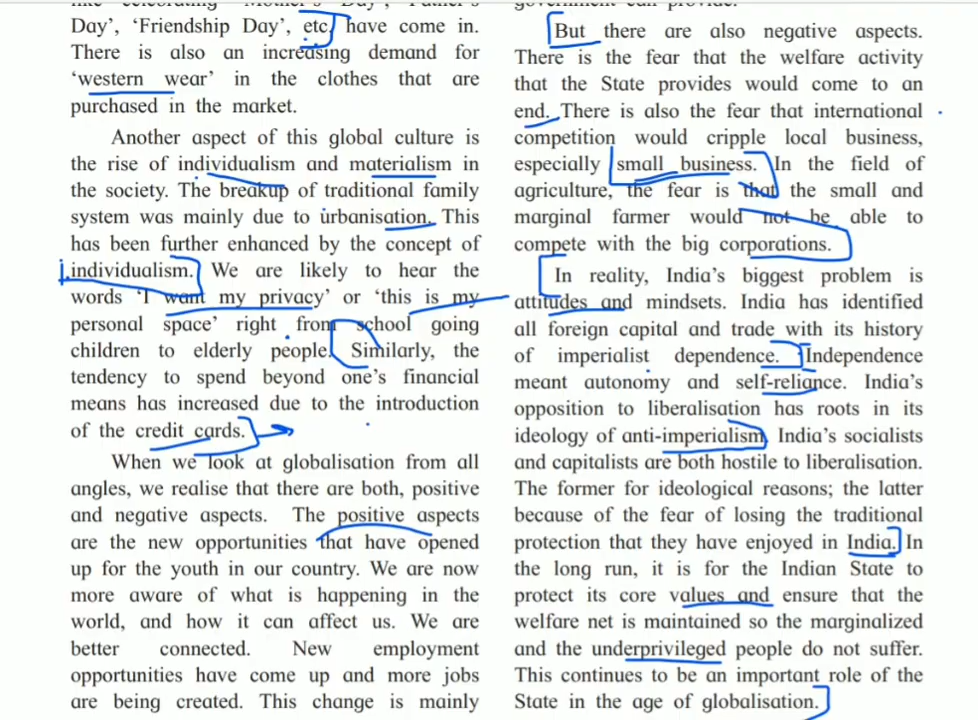 like celebrating 'Mother's Day', 'Father's
Day', 'Friendship Day', etc. have come in.
There is also an increasing demand for
'western wear' in the clothes that are
purchased in the market.
Another aspect of this global culture is
the rise of individualism and materialism in
the society. The breakup of traditional family
system was mainly due to urbanisation. This
has been further enhanced by the concept of
individualism. We are likely to hear the
words 'I want my privacy' or 'this is my
personal space' right from school going
children to elderly people. Similarly, the
tendency to spend beyond one's financial
means has increased due to the introduction
of the credit cards.
When we look at globalisation from all
angles, we realise that there are both, positive
and negative aspects. The positive aspects
are the new opportunities that have opened
up for the youth in our country. We are now
more aware of what is happening in the
world, and how it can affect us. We are
better connected. New employment
opportunities have come up and more jobs
are being created. This change is mainly
government can provide.
But there are also negative aspects.
There is the fear that the welfare activity
that the State provides would come to an
end. There is also the fear that international
competition would cripple local business,
especially small business. In the field of
agriculture, the fear is that the small and
marginal farmer would not be able to
compete with the big corporations.
In reality, India's biggest problem is
attitudes and mindsets. India has identified
all foreign capital and trade with its history
of imperialist dependence. Independence
meant autonomy and self-reliance. India's
opposition to liberalisation has roots in its
ideology of anti-imperialism. India's socialists
and capitalists are both hostile to liberalisation.
The former for ideological reasons; the latter
because of the fear of losing the traditional
protection that they have enjoyed in India. In
the long run, it is for the Indian State to
protect its core values and ensure that the
welfare net is maintained so the marginalized
and the underprivileged people do not suffer.
This continues to be an important role of the
State in the age of globalisation.